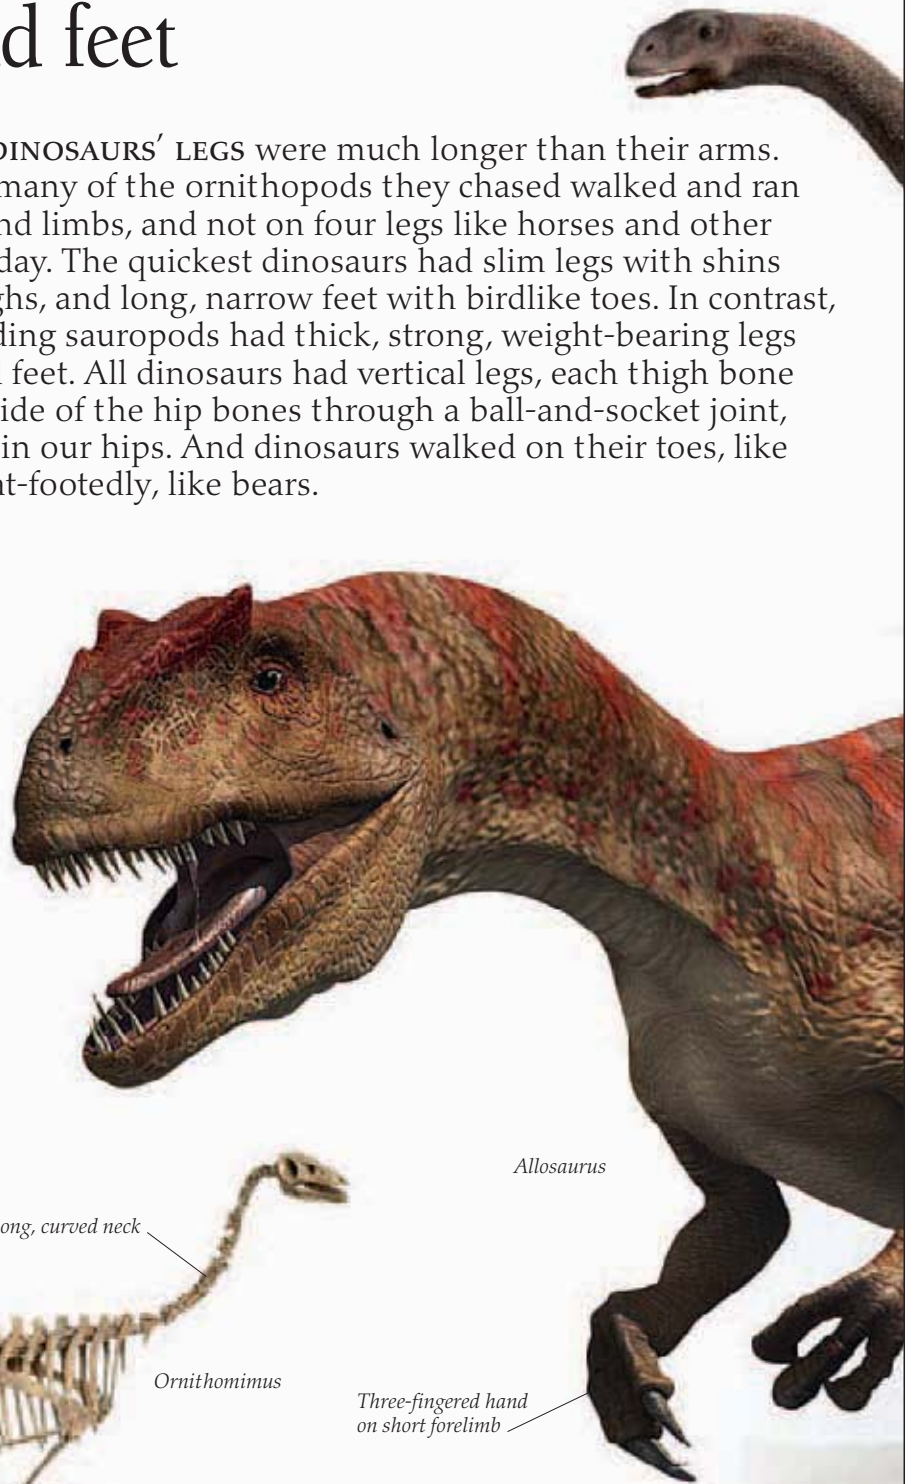 d feet
DINOSAURS’ LEGS were much longer than their arms.
many of the ornithopods they chased walked and ran
nd limbs, and not on four legs like horses and other
day. The quickest dinosaurs had slim legs with shins
ghs, and long, narrow feet with birdlike toes. In contrast,
ding sauropods had thick, strong, weight-bearing legs
feet. All dinosaurs had vertical legs, each thigh bone
ide of the hip bones through a ball-and-socket joint,
in our hips. And dinosaurs walked on their toes, like
t-footedly, like bears.
Allosaurus
ong, curved neck
Ornithomimus
Three-fingered hand
on short forelimb